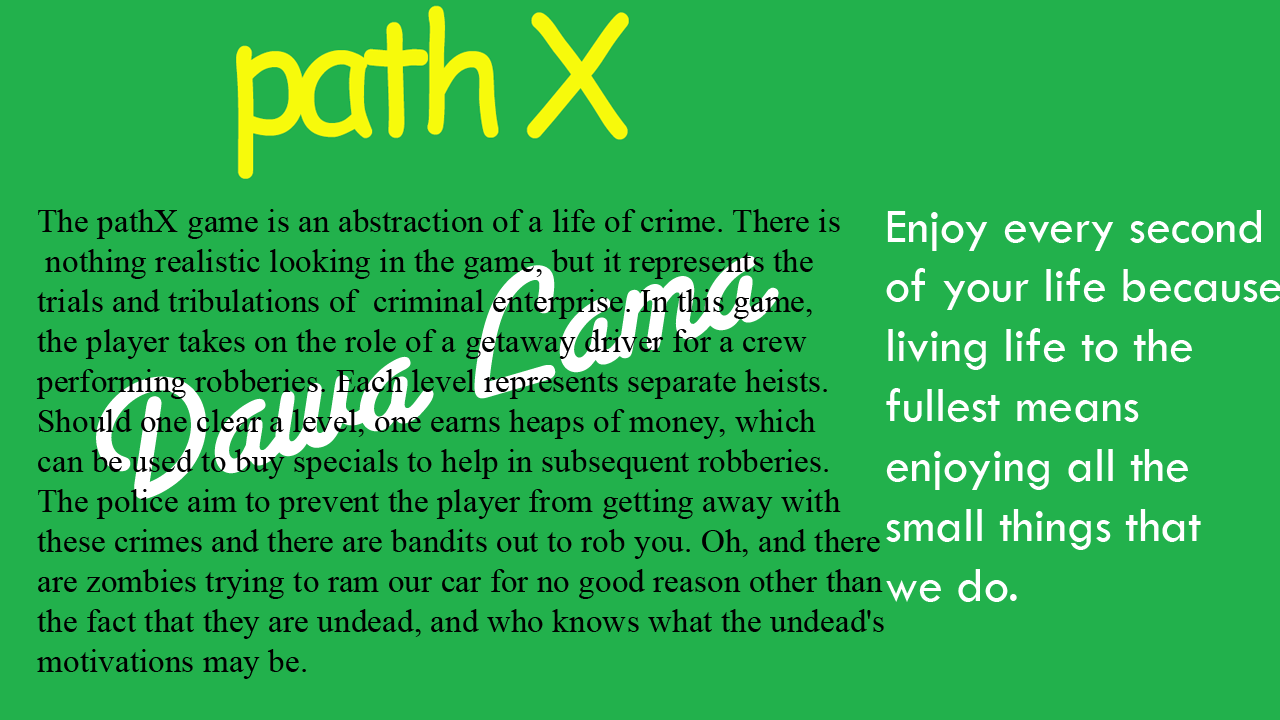 path X
The pathX game is an abstraction of a life of crime. There is
nothing realistic looking in the game, but it represents the
trials and tribulations of  criminal enterprise. In this game,
the player takes on the role of a getaway driver for a crew
performing robberies. Each level represents separate heists.
Should one clear a level, one earns heaps of money, which
can be used to buy specials to help in subsequent robberies.
The police aim to prevent the player from getting away with
these crimes and there are bandits out to rob you. Oh, and there
are zombies trying to ram our car for no good reason other than
the fact that they are undead, and who knows what the undead's
motivations may be.
Dawa Lama
Enjoy every second
of your life because
living life to the
fullest means
enjoying all the
small things that
we do.